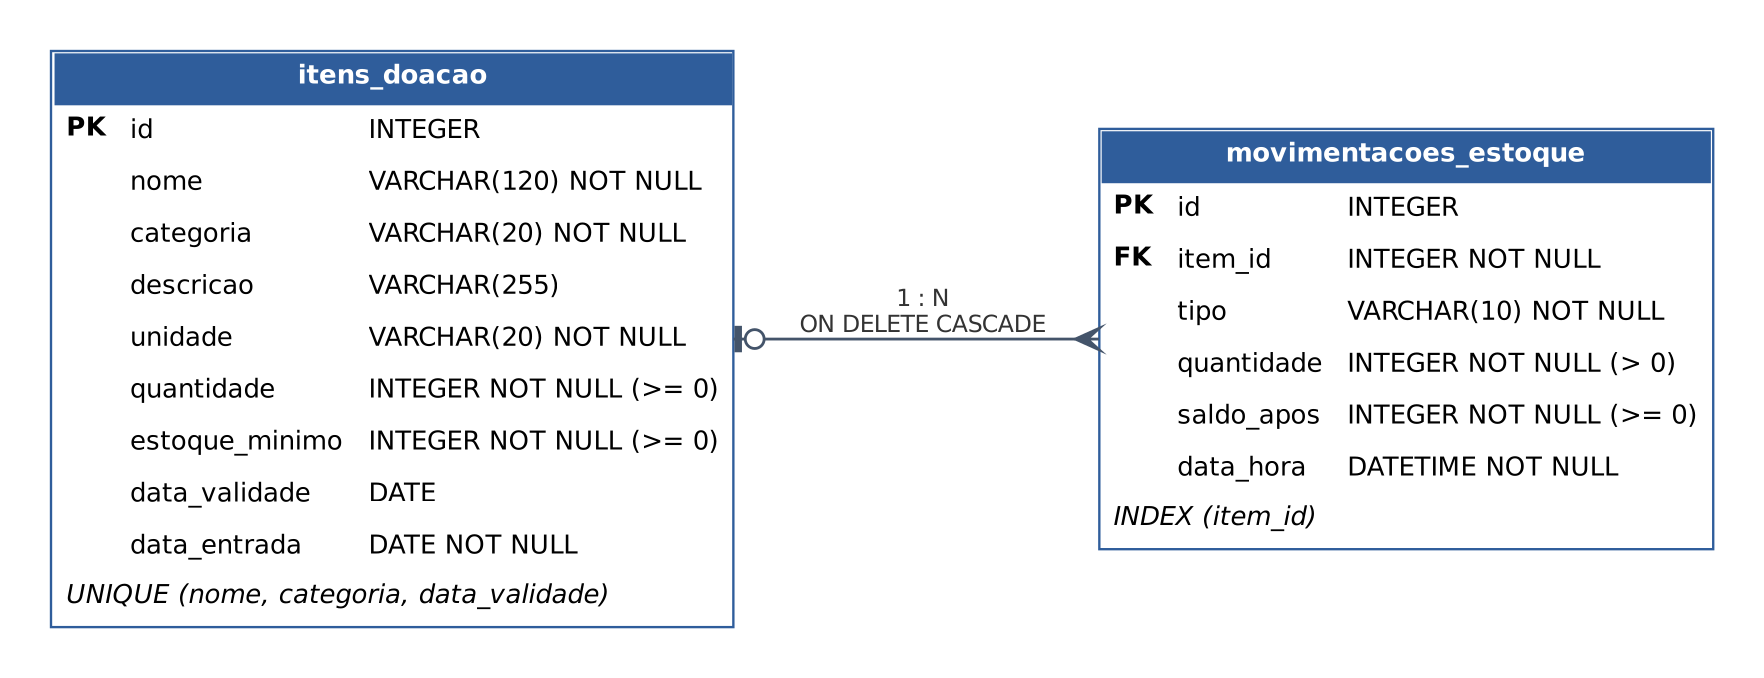 itens_doacao
PK id INTEGER
nome VARCHAR(120) NOT NULL
categoria VARCHAR(20) NOT NULL
descricao VARCHAR(255)
unidade VARCHAR(20) NOT NULL
quantidade INTEGER NOT NULL (>= 0)
estoque_minimo INTEGER NOT NULL (>= 0)
data_validade DATE
data_entrada DATE NOT NULL
UNIQUE (nome, categoria, data_validade)
1 : N
ON DELETE CASCADE
movimentacoes_estoque
PK id INTEGER
FK item_id INTEGER NOT NULL
tipo VARCHAR(10) NOT NULL
quantidade INTEGER NOT NULL (> 0)
saldo_apos INTEGER NOT NULL (>= 0)
data_hora DATETIME NOT NULL
INDEX (item_id)